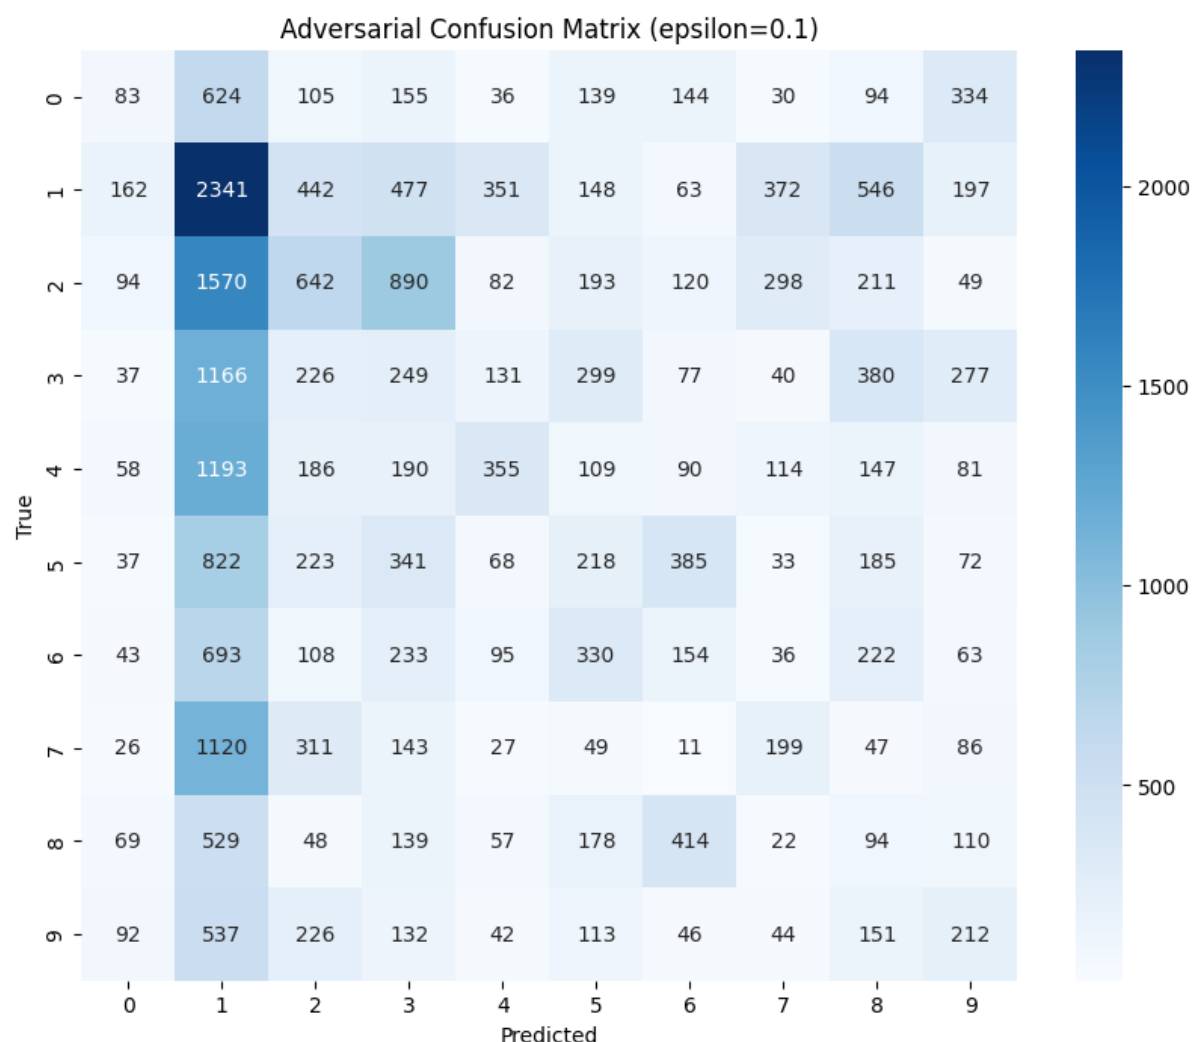 Adversarial Confusion Matrix (epsilon=0.1)
0 83 624 105 155 36 139 144 30 94 334
1 162 2341 442 477 351 148 63 372 546 197
2 94 1570 642 890 82 193 120 298 211 49
3 37 1166 226 249 131 299 77 40 380 277
4 58 1193 186 190 355 109 90 114 147 81
5 37 822 223 341 68 218 385 33 185 72
6 43 693 108 233 95 330 154 36 222 63
7 26 1120 311 143 27 49 11 199 47 86
8 69 529 48 139 57 178 414 22 94 110
9 92 537 226 132 42 113 46 44 151 212
0 1 2 3 4 5 6 7 8 9
Predicted
True
2000
1500
1000
500